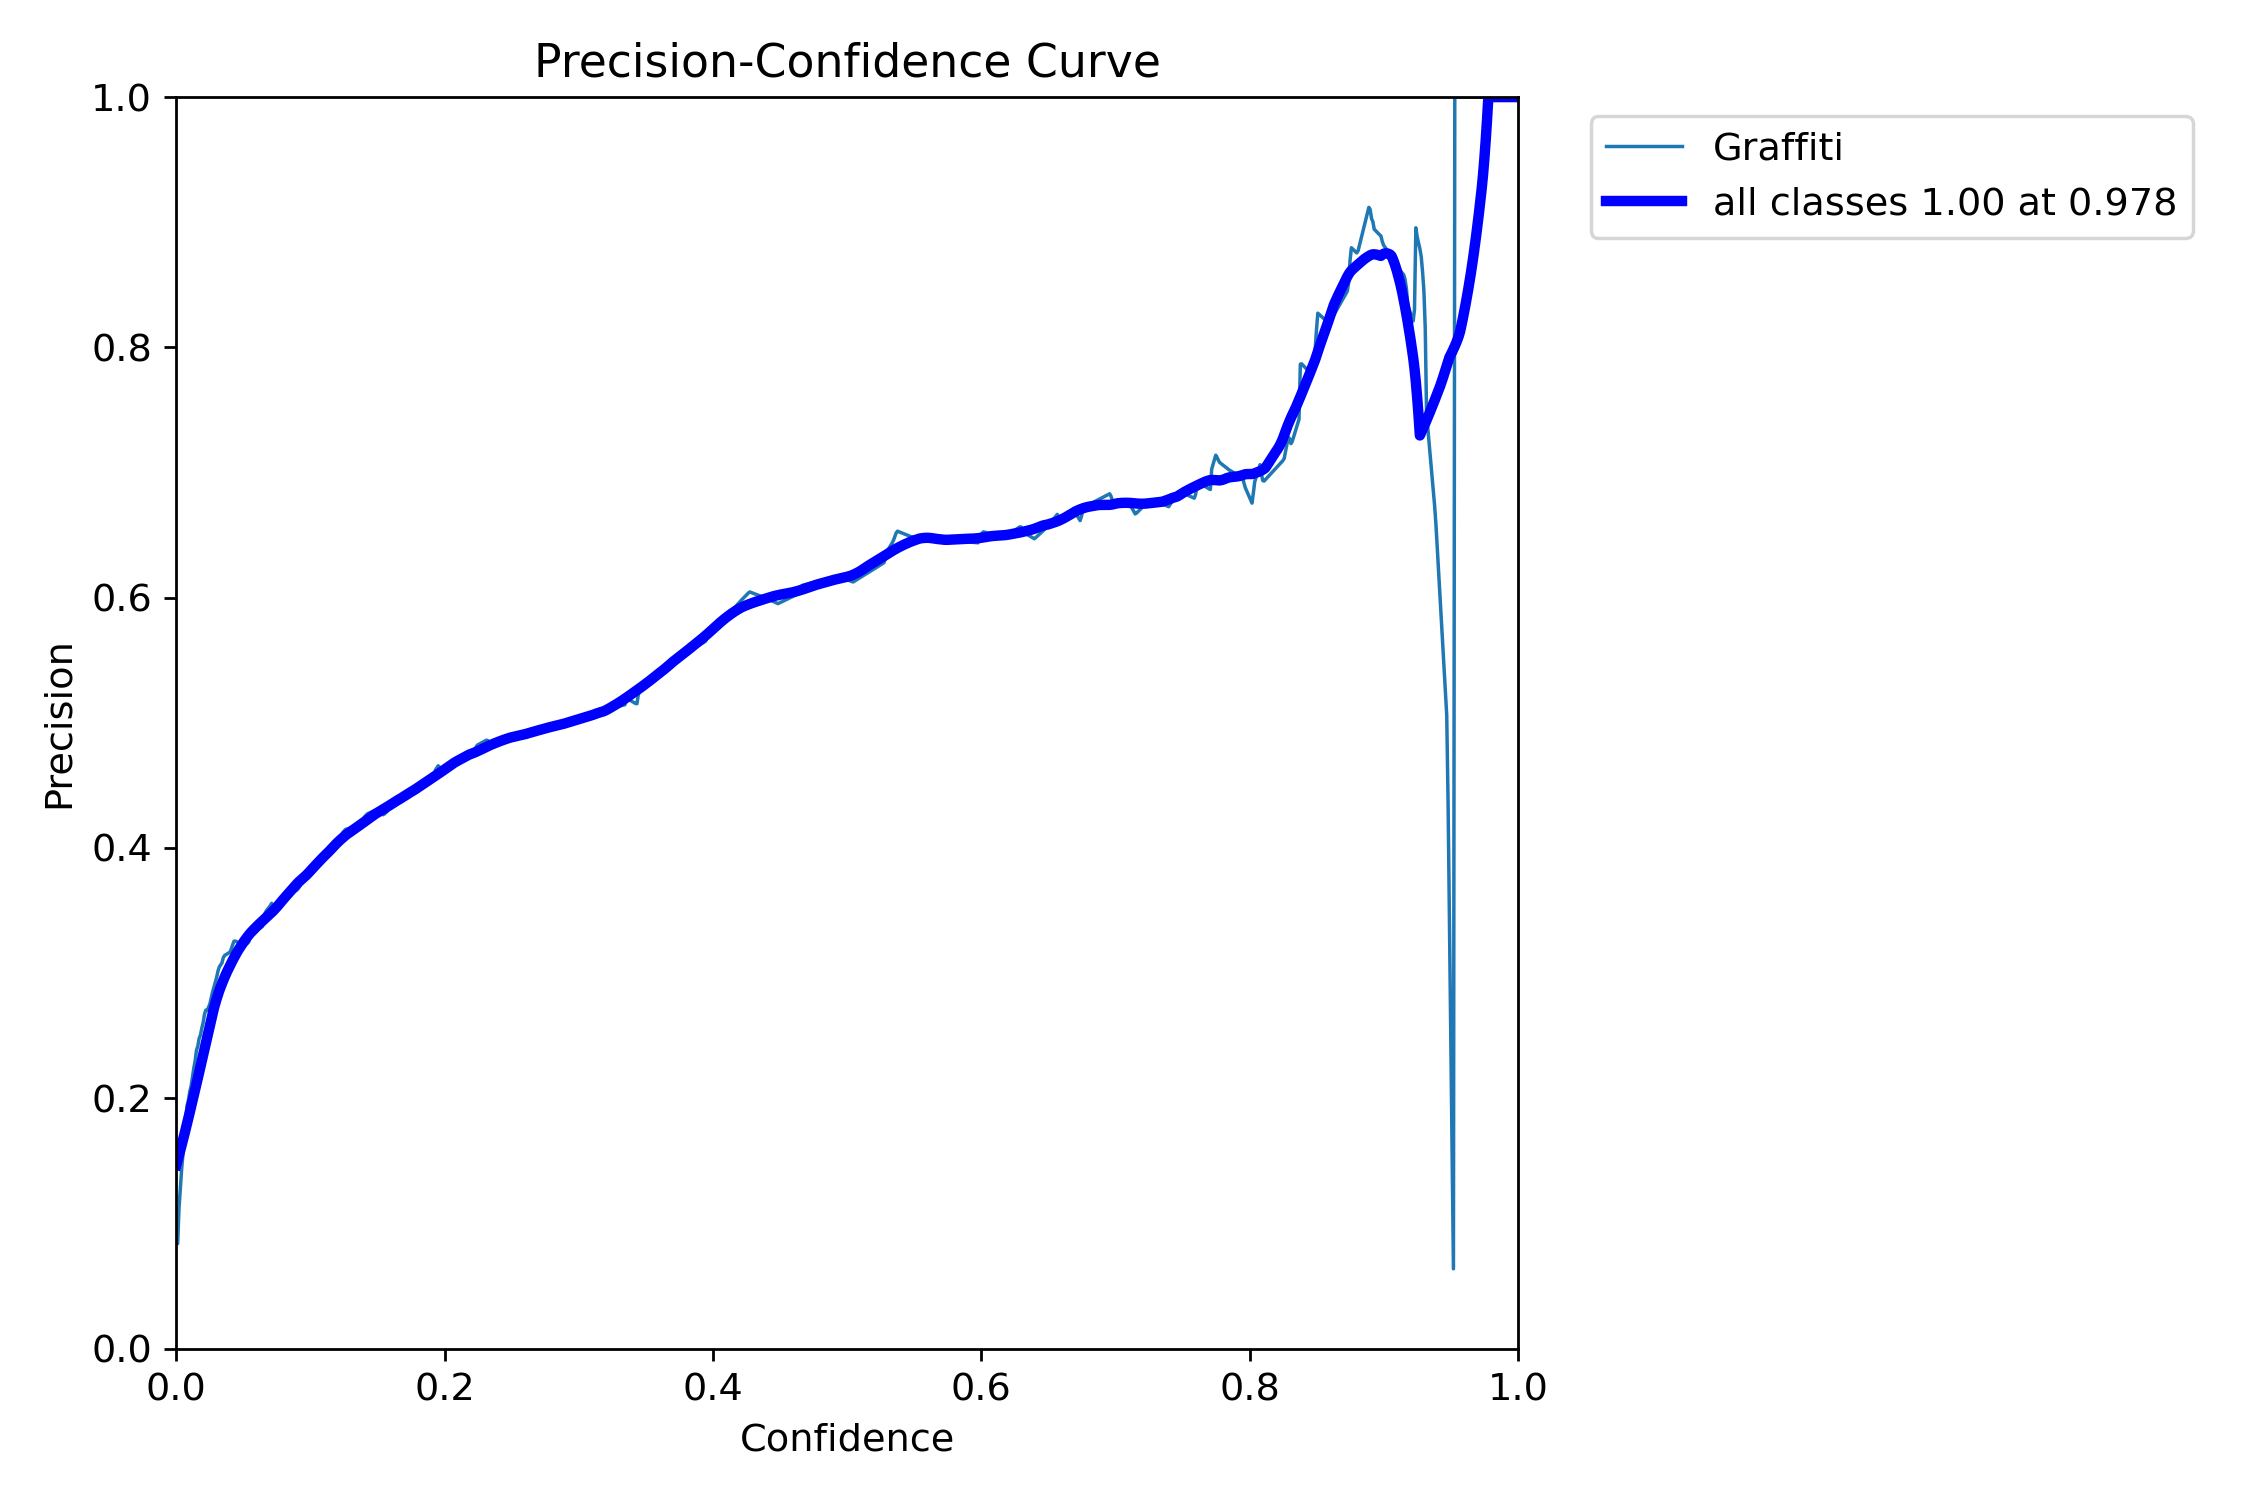 Precision-Confidence Curve
1.0
0.8
0.6
0.4
0.2
0.0
Precision
0.0 0.2 0.4 0.6 0.8 1.0
Confidence
Graffiti
all classes 1.00 at 0.978